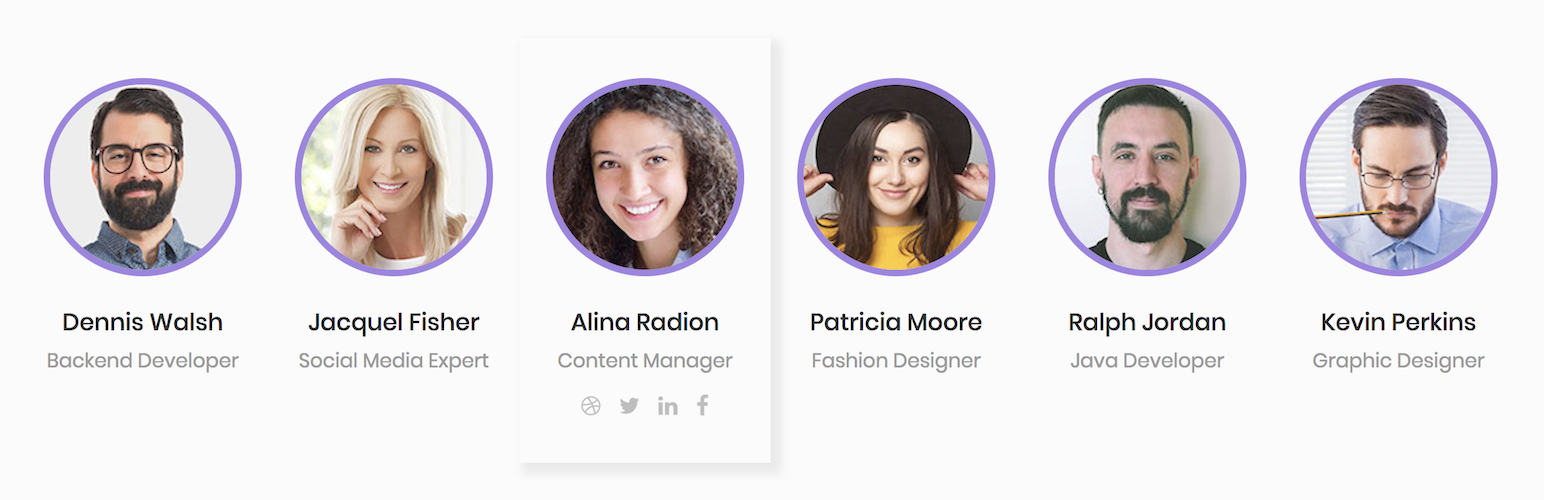 Dennis Walsh
Backend Developer
Jacquel Fisher
Social Media Expert
Alina Radion
Content Manager
Patricia Moore
Fashion Designer
Ralph Jordan
Java Developer
Kevin Perkins
Graphic Designer